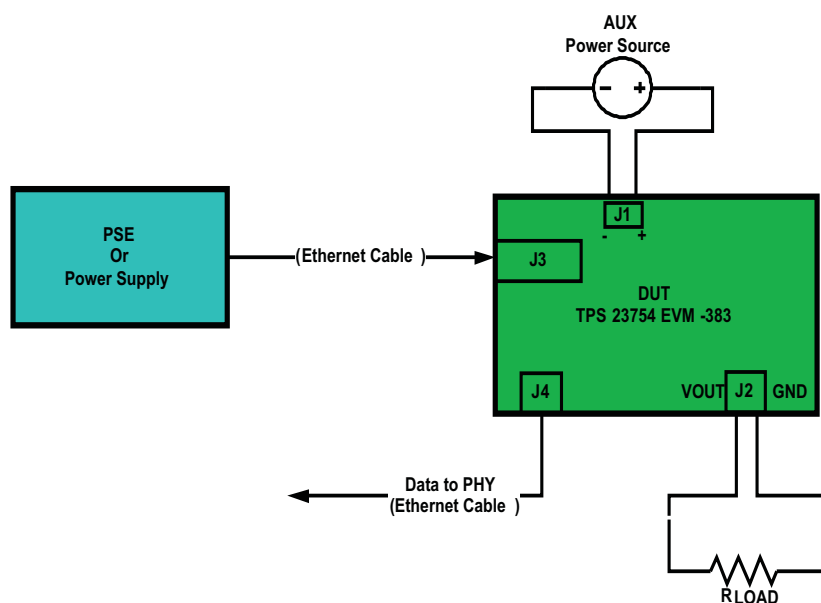 AUX
Power Source
- +
J1
- +
PSE
Or
Power Supply
(Ethernet Cable )
J3
DUT
TPS 23754 EVM -383
J4
VOUT J2 GND
Data to PHY
(Ethernet Cable )
RLOAD